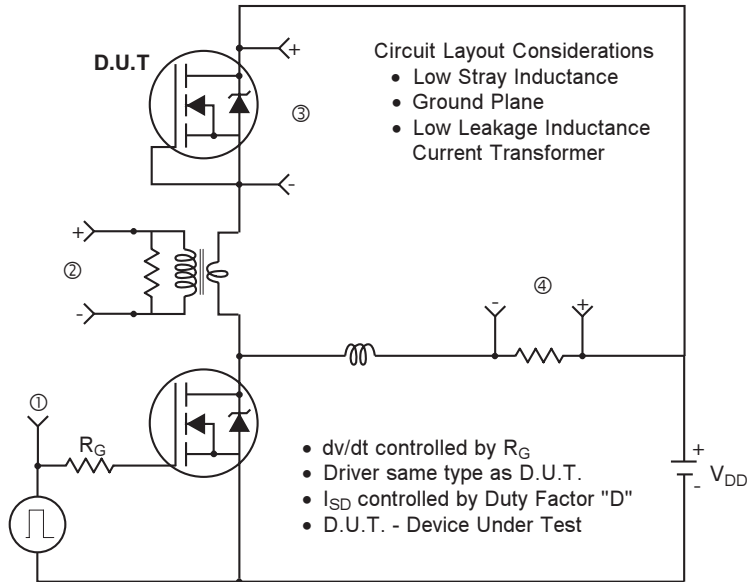 D.U.T
+
-
③
Circuit Layout Considerations
• Low Stray Inductance
• Ground Plane
• Low Leakage Inductance
Current Transformer
+
②
-
④
-
+
①
RG
• dv/dt controlled by RG
• Driver same type as D.U.T.
• ISD controlled by Duty Factor "D"
• D.U.T. - Device Under Test
+
-
VDD